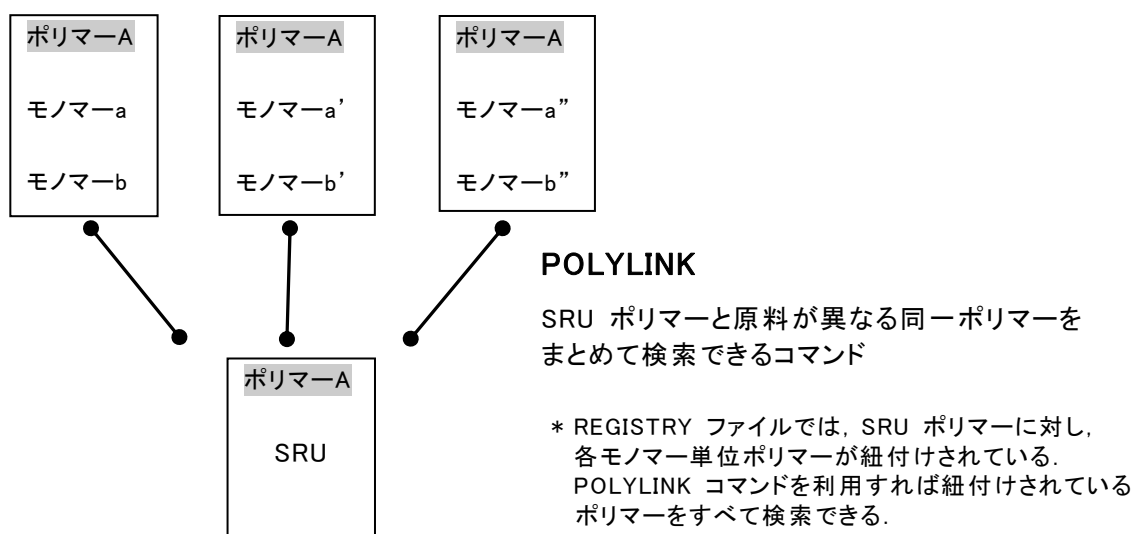 ポリマーA
モノマーa
モノマーb
ポリマーA
モノマーa’
モノマーb’
ポリマーA
モノマーa”
モノマーb”
ポリマーA
SRU
POLYLINK
SRU ポリマーと原料が異なる同一ポリマーを
まとめて検索できるコマンド
* REGISTRY ファイルでは, SRU ポリマーに対し,
各モノマー単位ポリマーが紐付けされている.
POLYLINK コマンドを利用すれば紐付けされている
ポリマーをすべて検索できる.